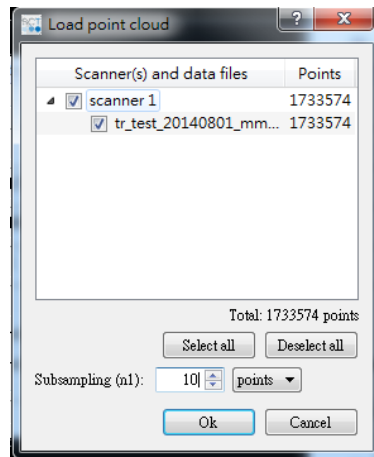 SCT Load point cloud
Scanner(s) and data files Points
scanner 1 1733574
tr_test_20140801_mm... 1733574
Total: 1733574 points
Select all Deselect all
Subsampling (n1): 10 points
Ok Cancel